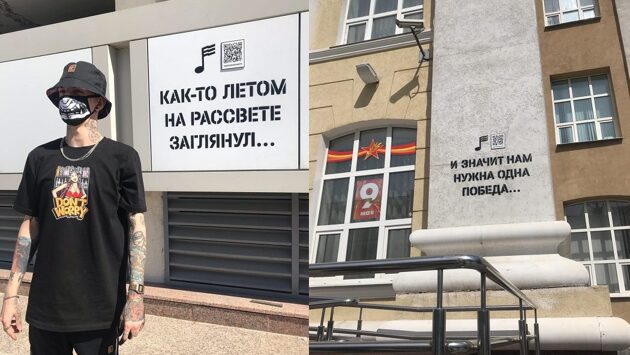 КАК-ТО ЛЕТОМ
НА РАССВЕТЕ
ЗАГЛЯНУЛ...
DON'T
WORRY
И ЗНАЧИТ НАМ
НУЖНА ОДНА
ПОБЕДА...
9
МАЯ